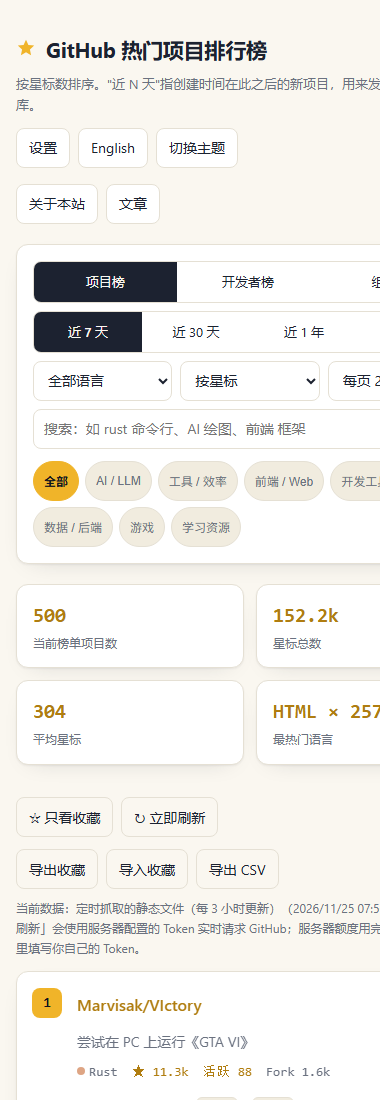 GitHub 热门项目排行榜
按星标数排序。"近 N 天"指创建时间在此之后的新项目，用来发
库。
设置 English 切换主题
关于本站 文章
项目榜 开发者榜
近 7 天 近 30 天 近 1 年
全部语言 按星标 每页 2
搜索：如 rust 命令行、AI 绘图、前端 框架
全部 AI / LLM 工具 / 效率 前端 / Web 开发工
数据 / 后端 游戏 学习资源
500 152.2k
当前榜单项目数 星标总数
304 HTML × 257
平均星标 最热门语言
☆ 只看收藏 ↻ 立即刷新
导出收藏 导入收藏 导出 CSV
当前数据：定时抓取的静态文件（每 3 小时更新）（2026/11/25 07:5
刷新」会使用服务器配置的 Token 实时请求 GitHub；服务器额度用完
里填写你自己的 Token。
1 Marvisak/VIctory
尝试在 PC 上运行《GTA VI》
Rust ★ 11.3k 活跃 88 Fork 1.6k